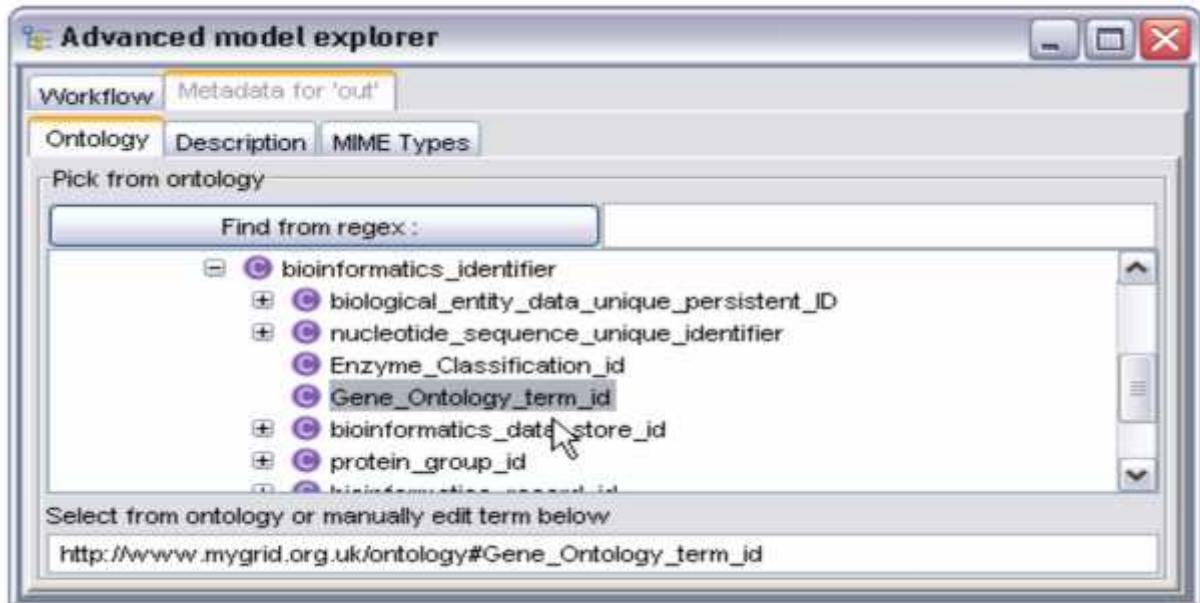 Advanced model explorer
Workflow Metadata for 'out'
Ontology Description MIME Types
Pick from ontology
Find from regex :
C bioinformatics_identifier
C biological_entity_data_unique_persistent_ID
C nucleotide_sequence_unique_identifier
C Enzyme_Classification_id
C Gene_Ontology_term_id
C bioinformatics_data_store_id
C protein_group_id
Select from ontology or manually edit term below
http://www.mygrid.org.uk/ontology#Gene_Ontology_term_id